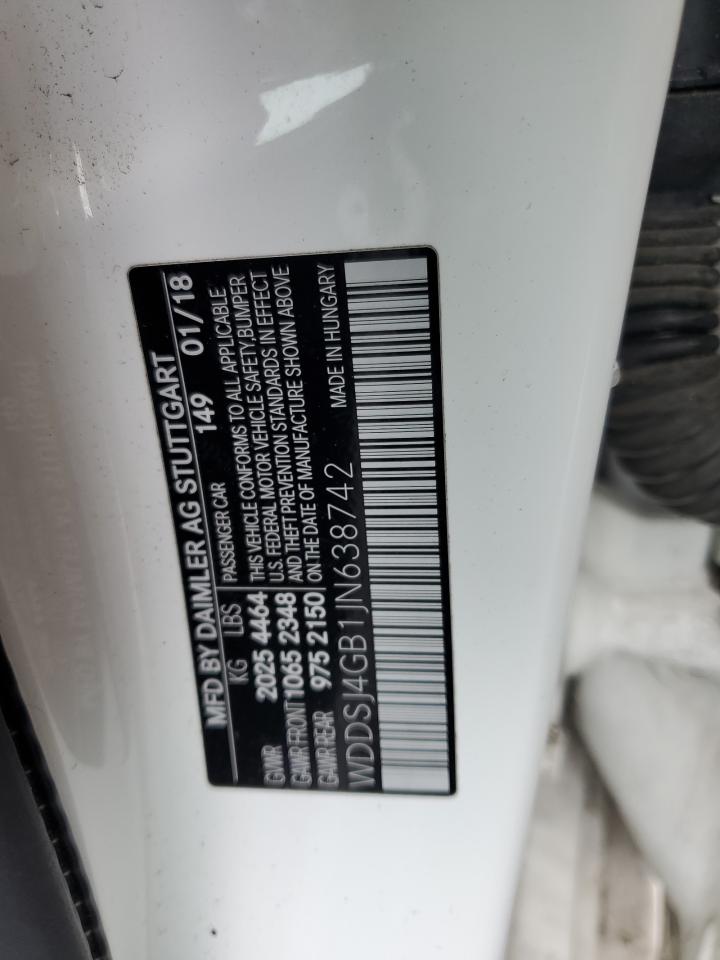 MFD BY DAIMLER AG STUTTGART
149 01/18
KG LBS
PASSENGER CAR
GVWR 2025 4464
GAWR FRONT 1065 2348
GAWR REAR 975 2150
THIS VEHICLE CONFORMS TO ALL APPLICABLE
U.S. FEDERAL MOTOR VEHICLE SAFETY, BUMPER
AND THEFT PREVENTION STANDARDS IN EFFECT
ON THE DATE OF MANUFACTURE SHOWN ABOVE
WDDSJ4GB1JN638742
MADE IN HUNGARY